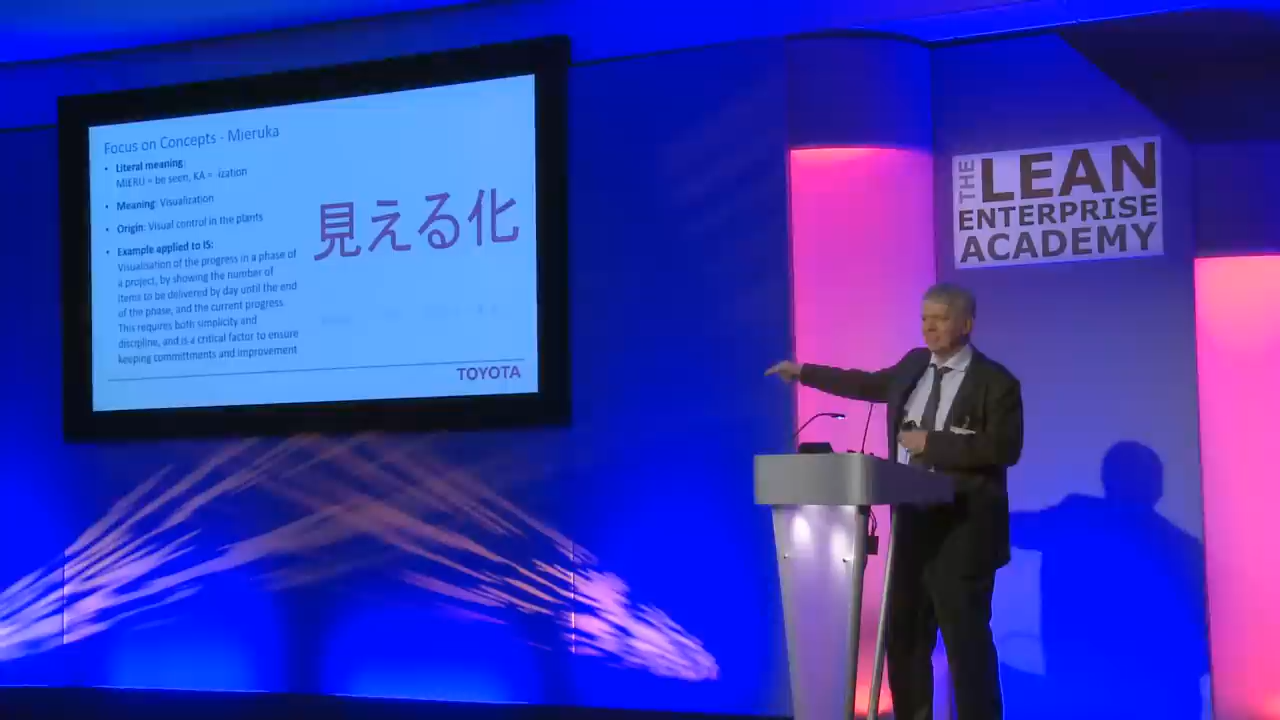 Focus on Concepts - Mieruka
• Literal meaning:
MIERU = be seen, KA = -ization
• Meaning: Visualization
• Origin: Visual control in the plants
• Example applied to IS:
Visualisation of the progress in a phase of
a project, by showing the number of
items to be delivered by day until the end
of the phase, and the current progress
This requires both simplicity and
discipline, and is a critical factor to ensure
keeping committments and improvement
見える化
TOYOTA
THE LEAN
ENTERPRISE
ACADEMY